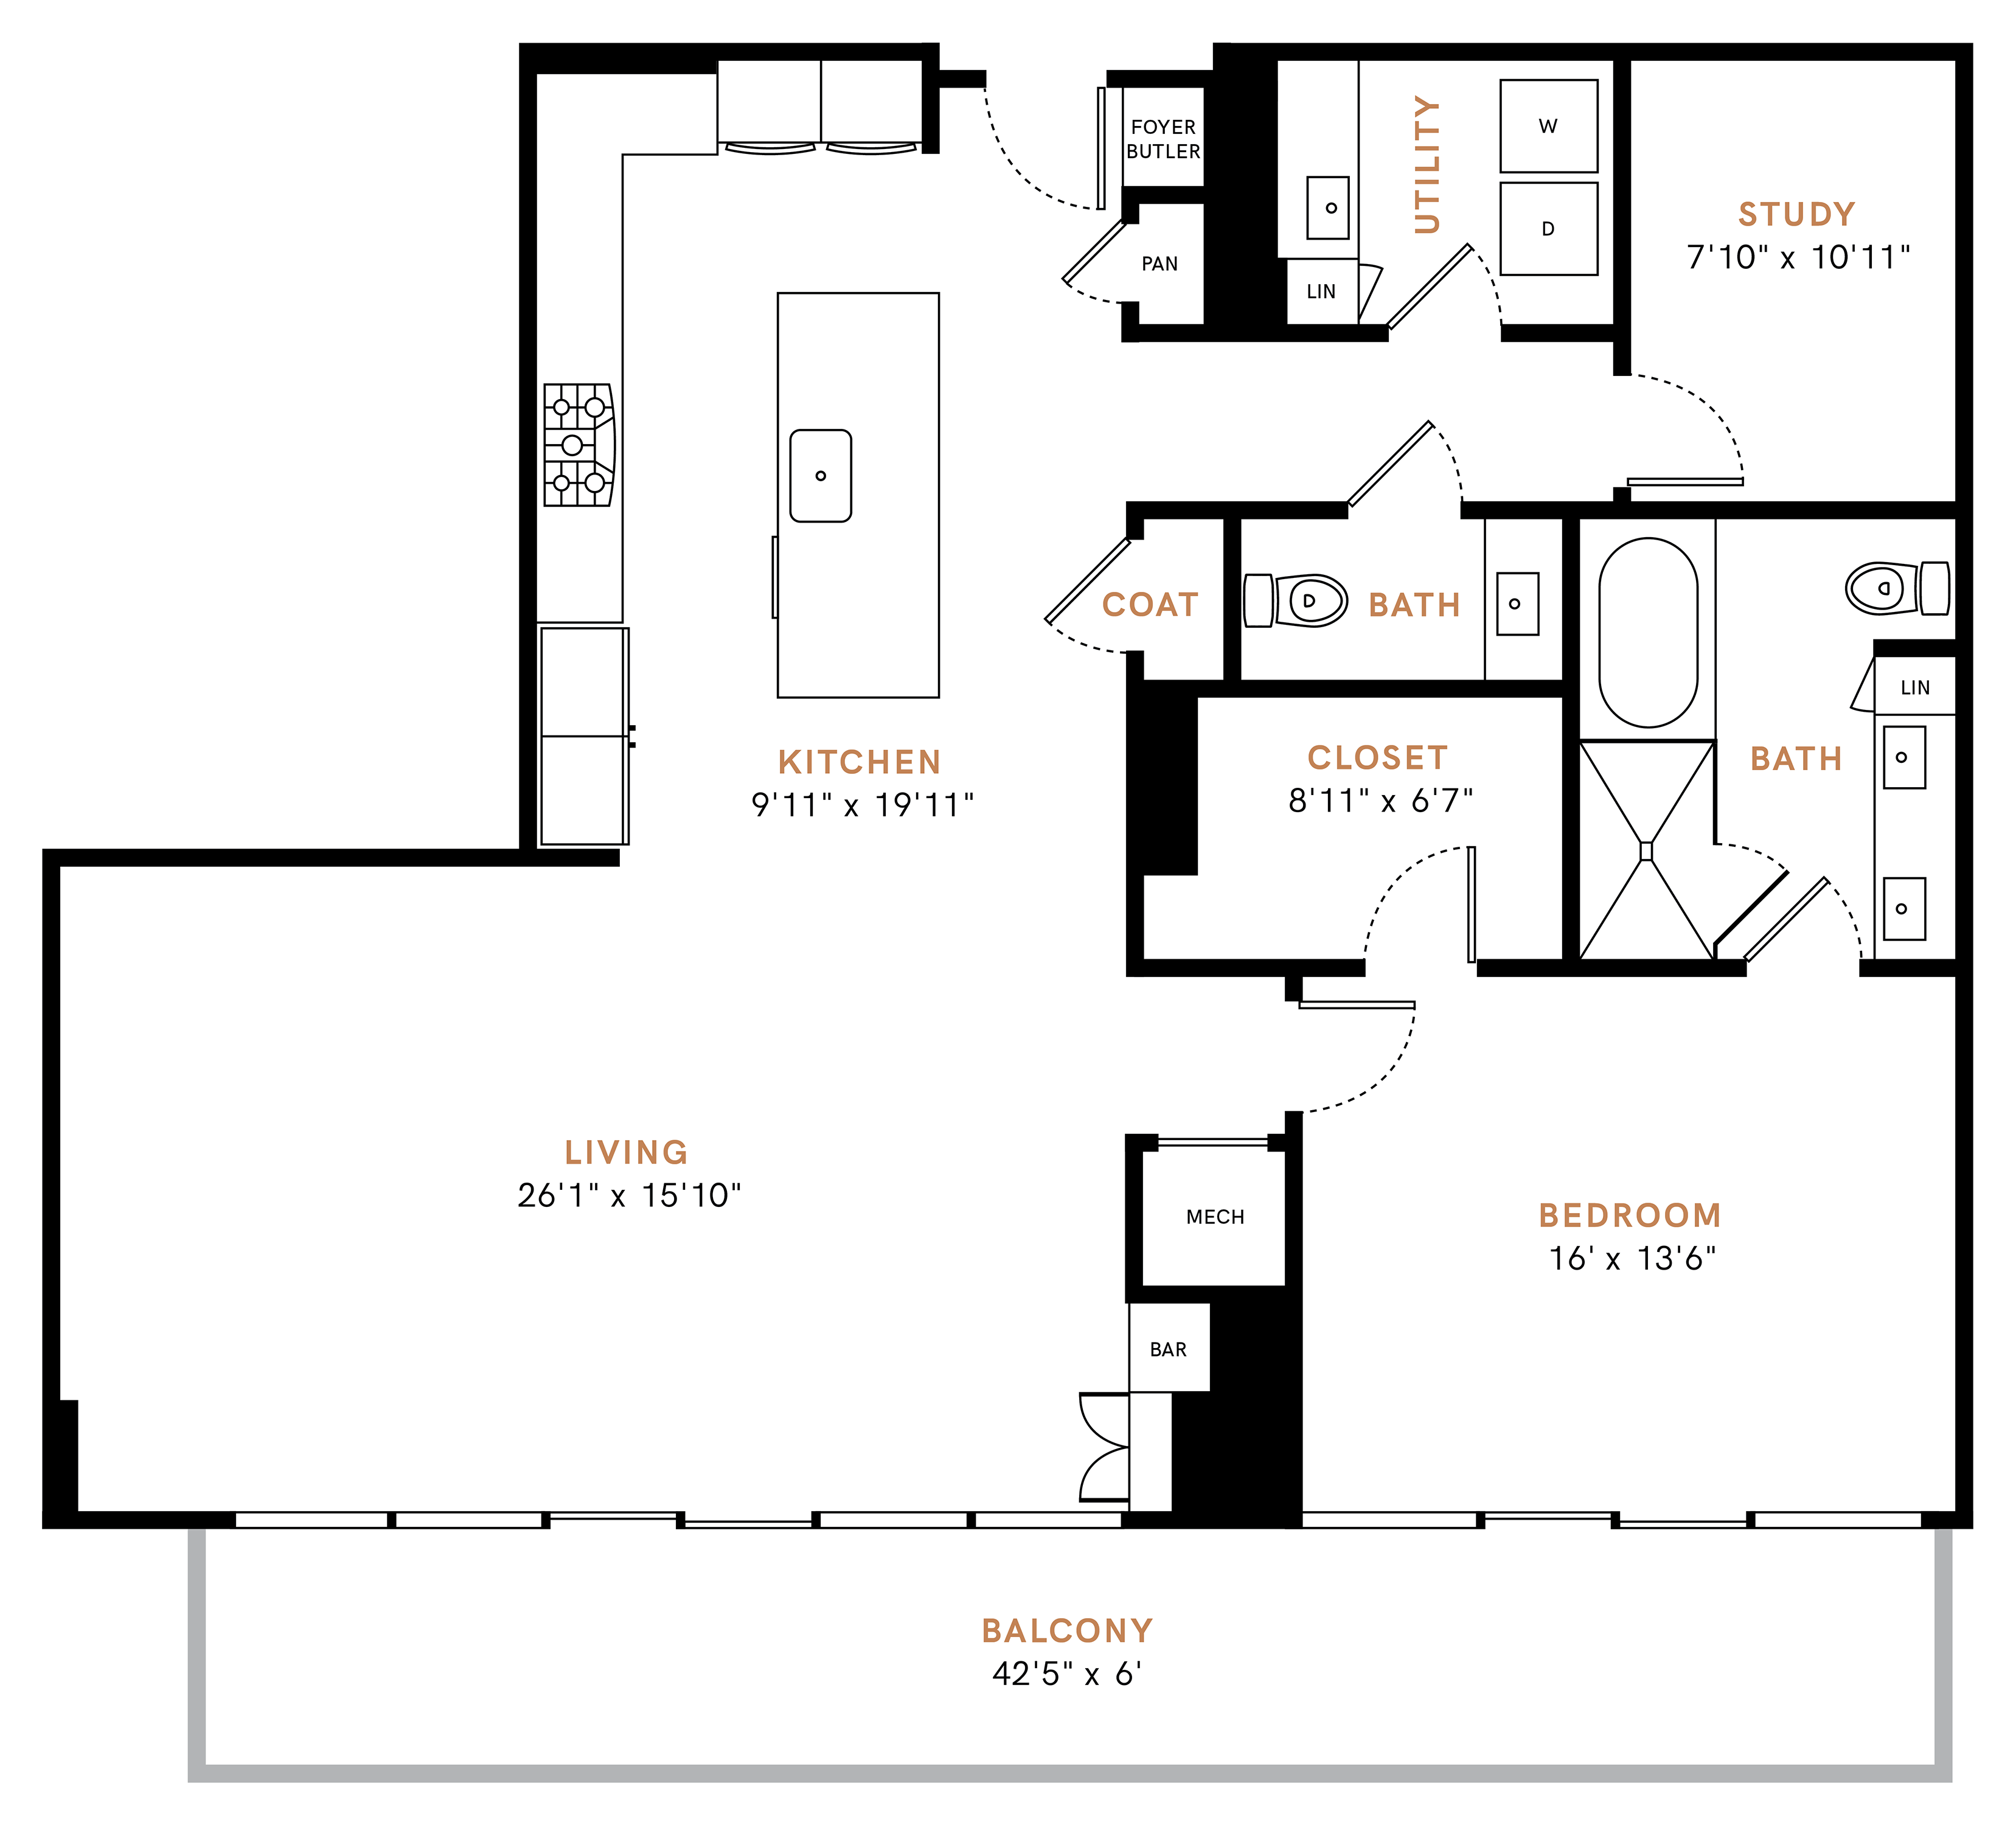 FOYER
BUTLER
PAN
UTILITY
W
D
LIN
STUDY
7'10" x 10'11"
COAT
BATH
LIN
BATH
KITCHEN
9'11" x 19'11"
CLOSET
8'11" x 6'7"
LIVING
26'1" x 15'10"
MECH
BEDROOM
16' x 13'6"
BAR
BALCONY
42'5" x 6'